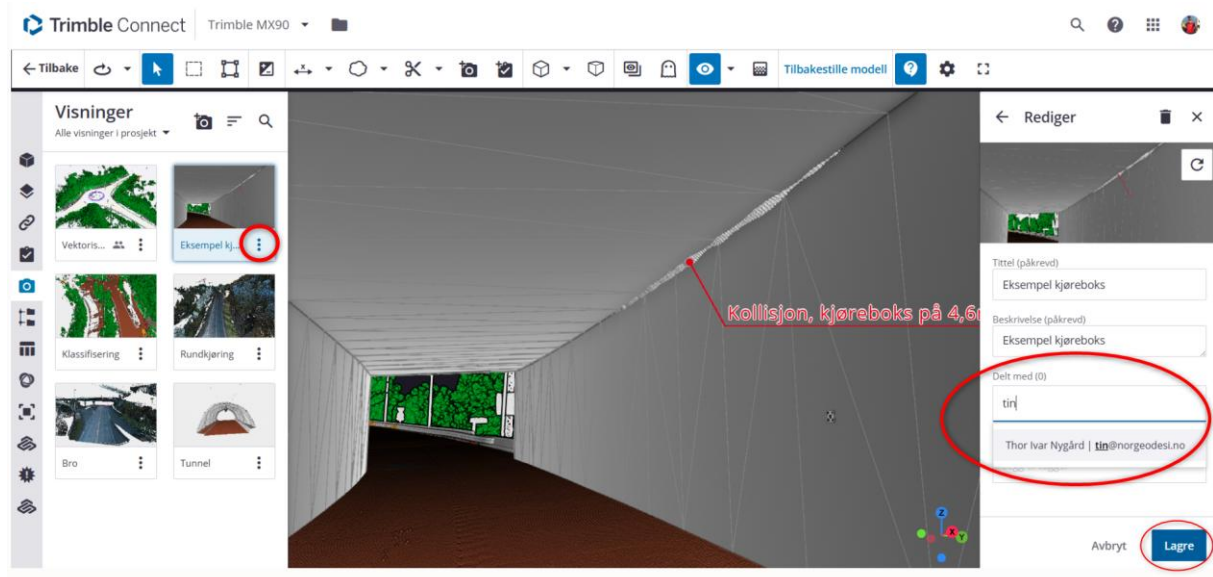 Trimble Connect
Trimble MX90
Tilbake
Tilbakestille modell
Visninger
Alle visninger i prosjekt
Vektoris...
Eksempel kj...
Klassifisering
Rundkjøring
Bro
Tunnel
Kollisjon, kjøreboks på 4,6
Z
X
Y
Rediger
Tittel (påkrevd)
Eksempel kjøreboks
Beskrivelse (påkrevd)
Eksempel kjøreboks
Delt med (0)
tin
Thor Ivar Nygård | tin@norgeodesi.no
Avbryt
Lagre